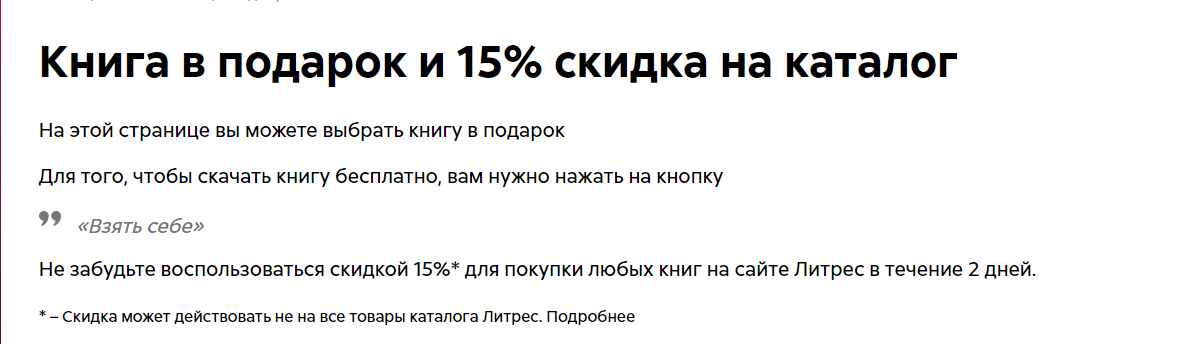 Книга в подарок и 15% скидка на каталог
На этой странице вы можете выбрать книгу в подарок
Для того, чтобы скачать книгу бесплатно, вам нужно нажать на кнопку
«Взять себе»
Не забудьте воспользоваться скидкой 15%* для покупки любых книг на сайте Литрес в течение 2 дней.
* – Скидка может действовать не на все товары каталога Литрес. Подробнее